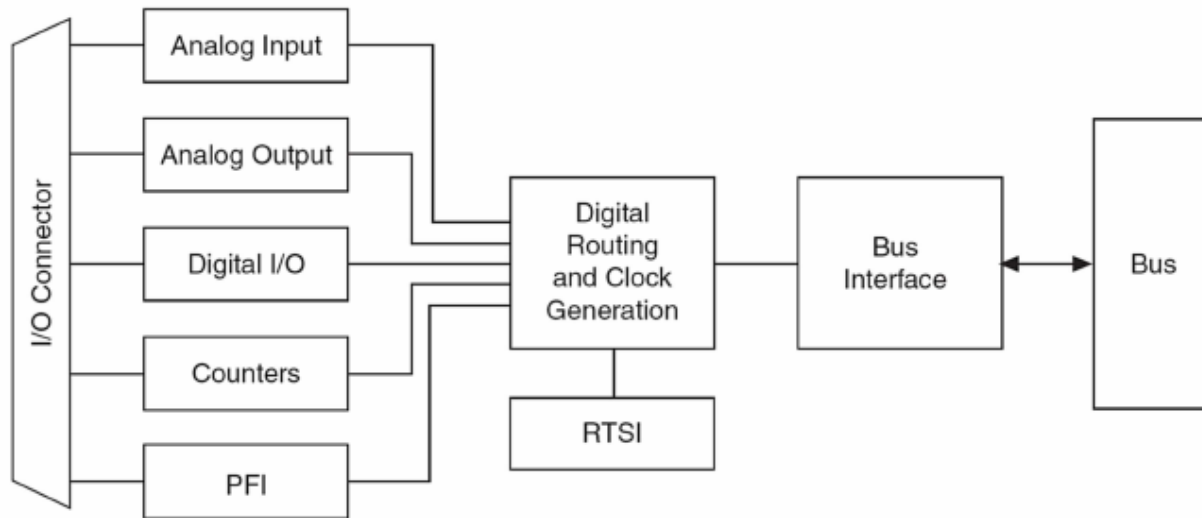 I/O Connector
Analog Input
Analog Output
Digital I/O
Counters
PFI
Digital
Routing
and Clock
Generation
RTSI
Bus
Interface
Bus